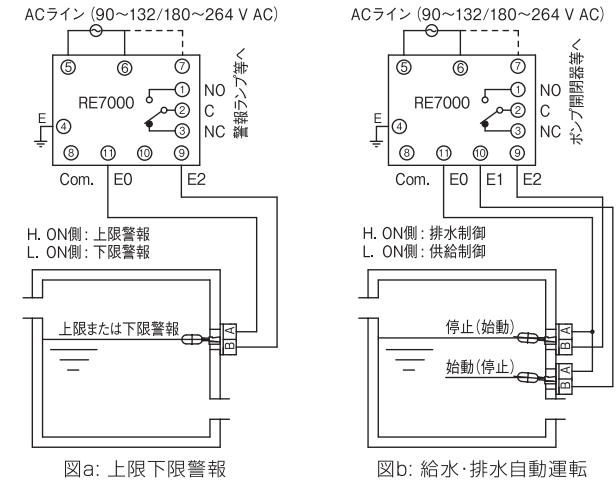 ACライン (90～132/180～264 V AC)
⑤ ⑥ ⑦
RE7000
① NO
② C
③ NC
警報ランプ等へ
E
④
⑧ ⑪ ⑩ ⑨
Com. E0 E2
H. ON側：上限警報
L. ON側：下限警報
上限または下限警報
A
B
図a: 上限下限警報
ACライン (90～132/180～264 V AC)
⑤ ⑥ ⑦
RE7000
① NO
② C
③ NC
ポンプ開閉器等へ
E
④
⑧ ⑪ ⑩ ⑨
Com. E0 E1 E2
H. ON側：排水制御
L. ON側：供給制御
停止(始動)
A
B
始動(停止)
A
B
図b: 給水･排水自動運転